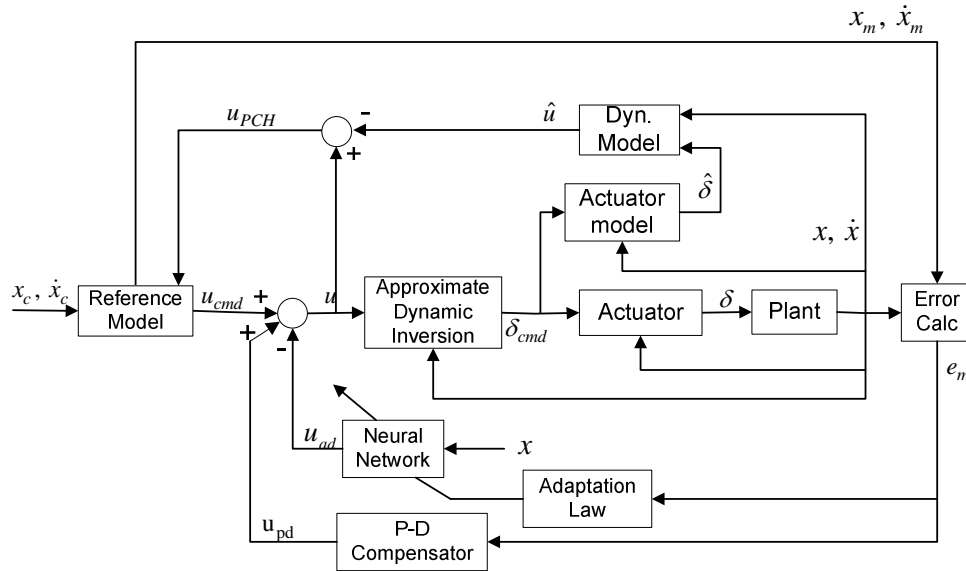 x_m, ẋ_m
u_PCH
-
+
û
Dyn.
Model
δ̂
Actuator
model
x, ẋ
x_c, ẋ_c
Reference
Model
u_cmd
+
+
-
u
Approximate
Dynamic
Inversion
δ_cmd
Actuator
δ
Plant
Error
Calc
e_m
u_ad
Neural
Network
x
Adaptation
Law
u_pd
P-D
Compensator